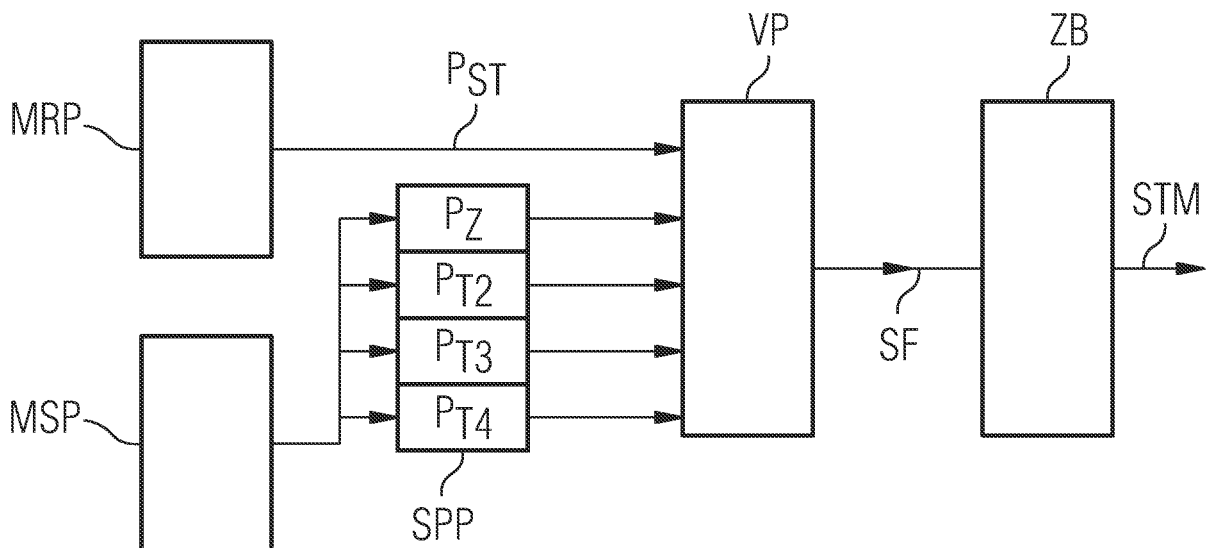 VP
ZB
P_ST
MRP
P_Z
STM
P_T2
P_T3
SF
MSP
P_T4
SPP